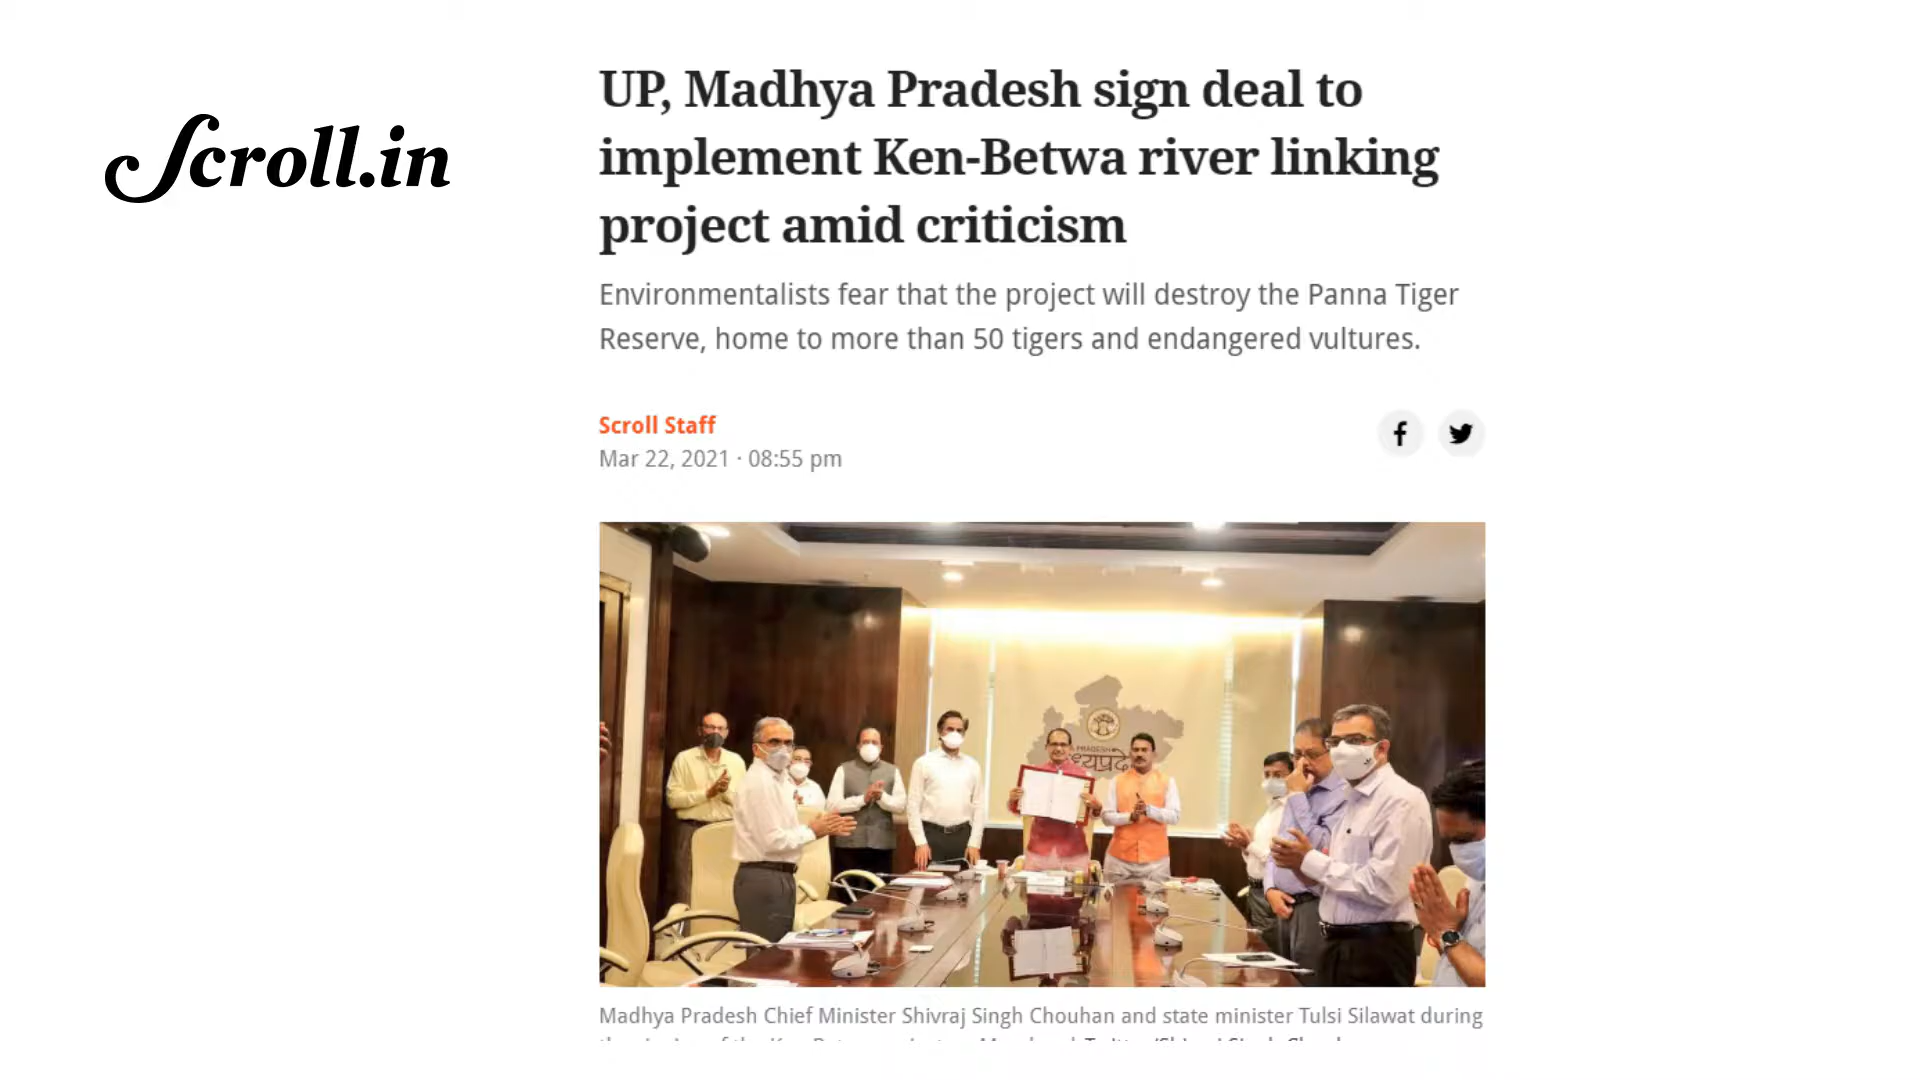 Scroll.in
UP, Madhya Pradesh sign deal to
implement Ken-Betwa river linking
project amid criticism
Environmentalists fear that the project will destroy the Panna Tiger
Reserve, home to more than 50 tigers and endangered vultures.
Scroll Staff
Mar 22, 2021 · 08:55 pm
PRADESH
ध्यप्रदे
Madhya Pradesh Chief Minister Shivraj Singh Chouhan and state minister Tulsi Silawat during